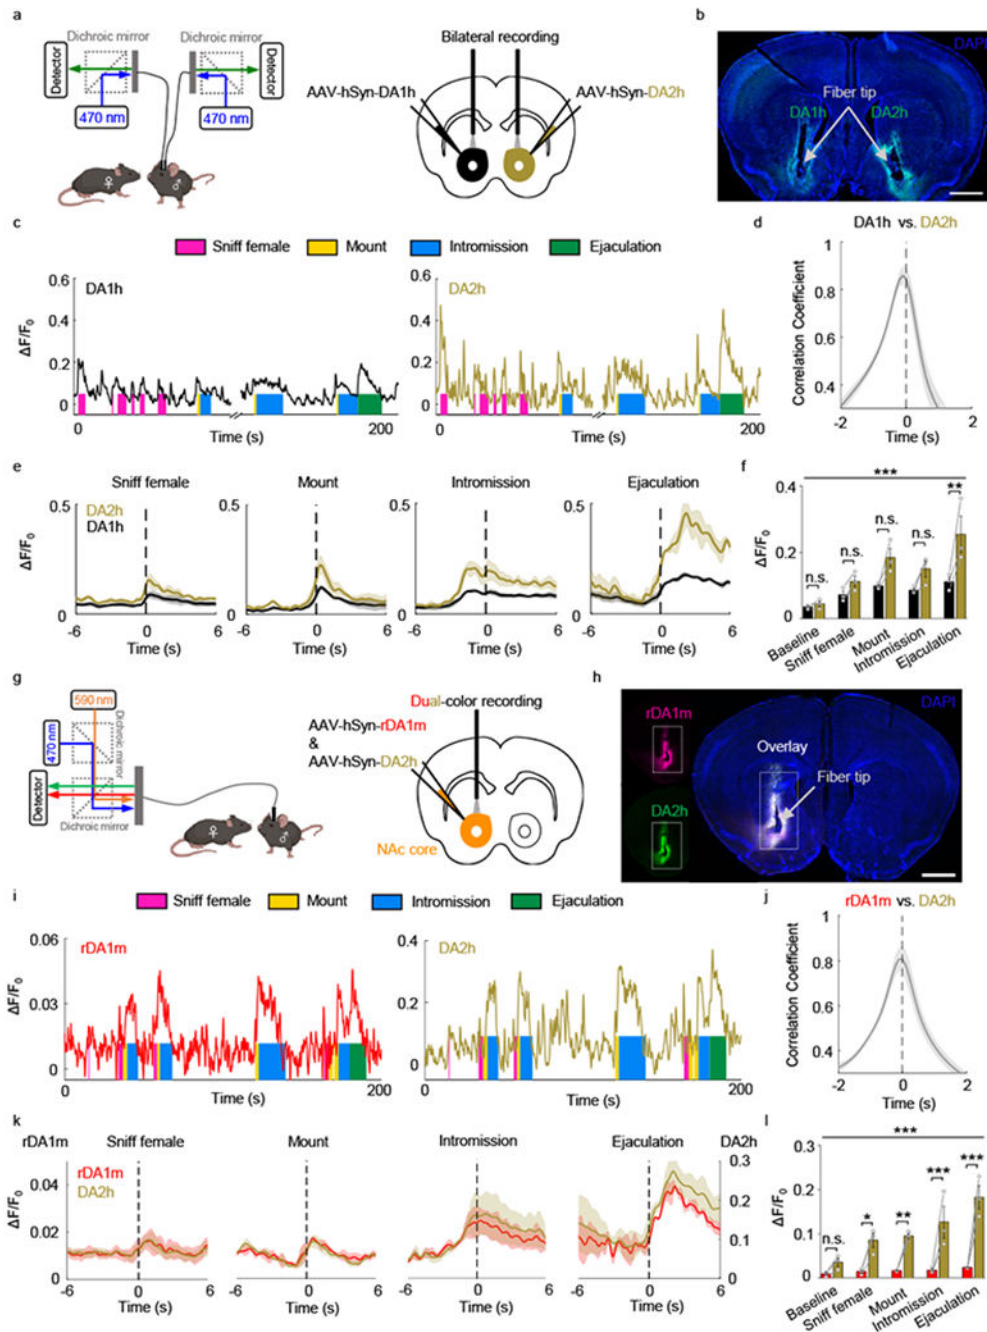 a
Dichroic mirror
Dichroic mirror
Detector
Detector
470 nm
470 nm
♀
♂
Bilateral recording
AAV-hSyn-DA1h
AAV-hSyn-DA2h
b
DAPI
Fiber tip
DA1h
DA2h
c
Sniff female
Mount
Intromission
Ejaculation
0.6
DA1h
0.4
0.2
0
ΔF/F0
0
200
Time (s)
0.6
DA2h
0.4
0.2
0
ΔF/F0
0
200
Time (s)
d
DA1h vs. DA2h
1
0.8
0.6
0.4
Correlation Coefficient
-2
0
2
Time (s)
e
Sniff female
Mount
Intromission
Ejaculation
DA2h
DA1h
ΔF/F0
0.5
0
0.5
0
0.5
0
0.5
0
-6
0
6
-6
0
6
-6
0
6
-6
0
6
Time (s)
Time (s)
Time (s)
Time (s)
f
***
n.s.
n.s.
n.s.
n.s.
**
0.4
0.2
0
ΔF/F0
Baseline
Sniff female
Mount
Intromission
Ejaculation
g
590 nm
470 nm
Dichroic mirror
Detector
Dichroic mirror
♀
♂
Dual-color recording
AAV-hSyn-rDA1m
&
AAV-hSyn-DA2h
NAc core
h
rDA1m
DA2h
DAPI
Overlay
Fiber tip
i
Sniff female
Mount
Intromission
Ejaculation
0.06
rDA1m
0.03
0
ΔF/F0
0
200
Time (s)
0.4
DA2h
0.2
0
ΔF/F0
0
200
Time (s)
j
rDA1m vs. DA2h
1
0.8
0.6
0.4
Correlation Coefficient
-2
0
2
Time (s)
k
rDA1m
Sniff female
Mount
Intromission
Ejaculation
DA2h
rDA1m
DA2h
0.04
0.02
0
ΔF/F0
0.3
0.2
0.1
0
-6
0
6
-6
0
6
-6
0
6
-6
0
6
Time (s)
Time (s)
Time (s)
Time (s)
l
***
n.s.
*
**
***
***
0.3
0.2
0.1
0
ΔF/F0
Baseline
Sniff female
Mount
Intromission
Ejaculation